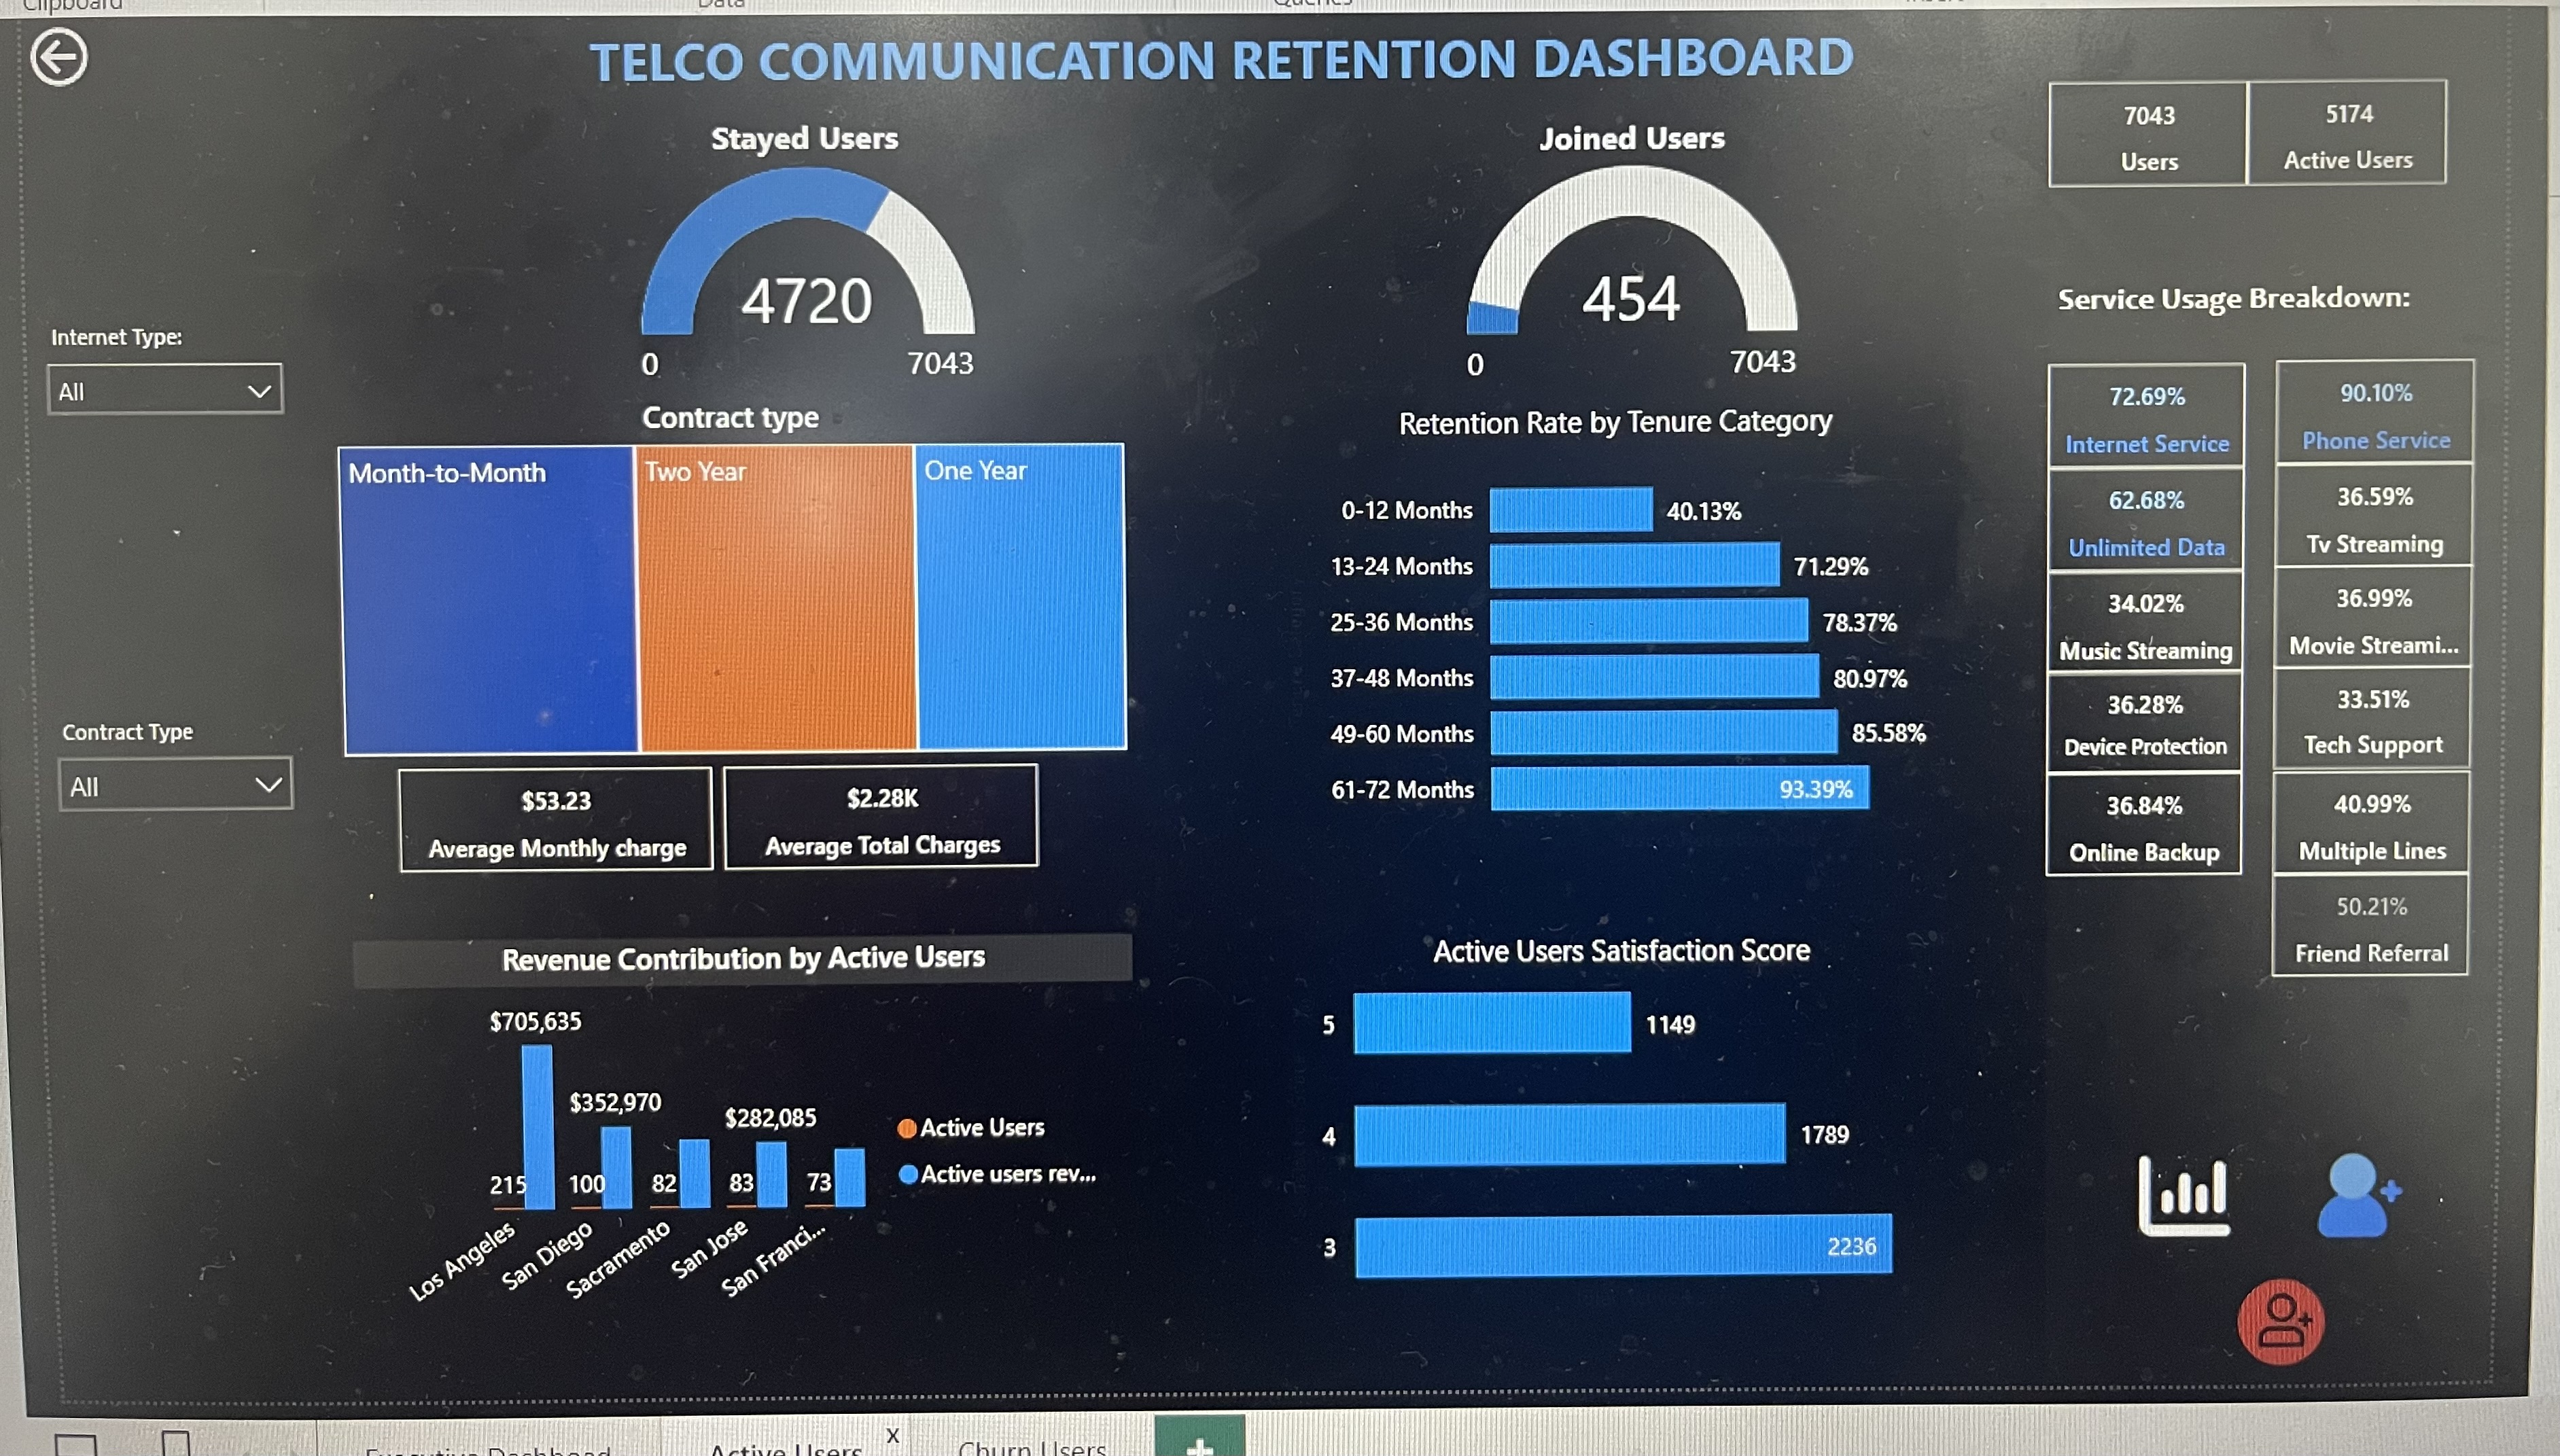 Clipboard
Data
Queries
Insert
TELCO COMMUNICATION RETENTION DASHBOARD
7043
Users
5174
Active Users
Stayed Users
4720
0
7043
Joined Users
454
0
7043
Internet Type:
All
Contract Type
All
Contract type
Month-to-Month
Two Year
One Year
$53.23
Average Monthly charge
$2.28K
Average Total Charges
Retention Rate by Tenure Category
0-12 Months 40.13%
13-24 Months 71.29%
25-36 Months 78.37%
37-48 Months 80.97%
49-60 Months 85.58%
61-72 Months 93.39%
Service Usage Breakdown:
72.69%
Internet Service
62.68%
Unlimited Data
34.02%
Music Streaming
36.28%
Device Protection
36.84%
Online Backup
90.10%
Phone Service
36.59%
Tv Streaming
36.99%
Movie Streami...
33.51%
Tech Support
40.99%
Multiple Lines
50.21%
Friend Referral
Revenue Contribution by Active Users
$705,635
$352,970
$282,085
215
100
82
83
73
Los Angeles
San Diego
Sacramento
San Jose
San Franci...
Active Users
Active users rev...
Active Users Satisfaction Score
5 1149
4 1789
3 2236
Executive Dashboad
Active Users
X
Churn Users
+